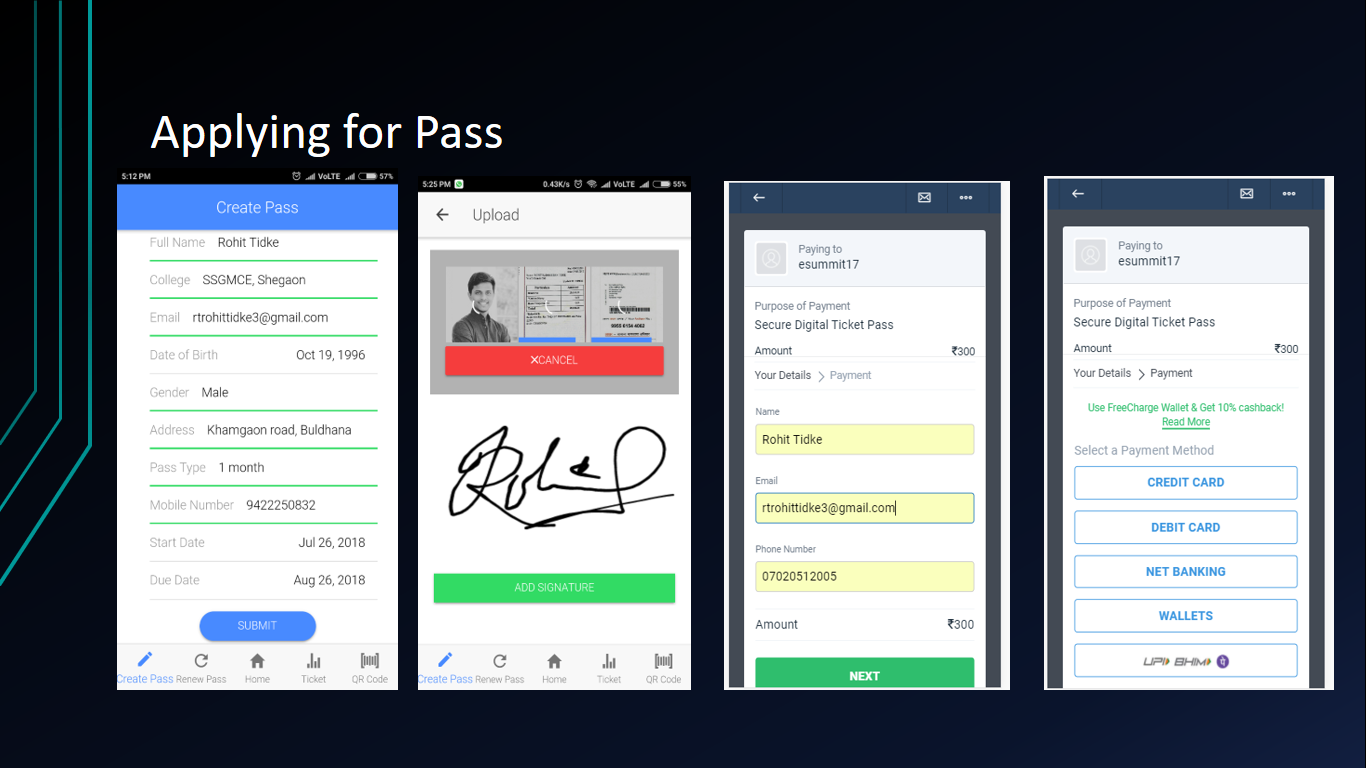 Applying for Pass
5:12 PM VoLTE 57%
Create Pass
Full Name Rohit Tidke
College SSGMCE, Shegaon
Email rtrohittidke3@gmail.com
Date of Birth Oct 19, 1996
Gender Male
Address Khamgaon road, Buldhana
Pass Type 1 month
Mobile Number 9422250832
Start Date Jul 26, 2018
Due Date Aug 26, 2018
SUBMIT
Create Pass Renew Pass Home Ticket QR Code
5:25 PM 0.43K/s VoLTE 55%
Upload
CANCEL
ADD SIGNATURE
Create Pass Renew Pass Home Ticket QR Code
Paying to
esummit17
Purpose of Payment
Secure Digital Ticket Pass
Amount ₹300
Your Details Payment
Name
Rohit Tidke
Email
rtrohittidke3@gmail.com
Phone Number
07020512005
Amount ₹300
NEXT
Paying to
esummit17
Purpose of Payment
Secure Digital Ticket Pass
Amount ₹300
Your Details Payment
Use FreeCharge Wallet & Get 10% cashback!
Read More
Select a Payment Method
CREDIT CARD
DEBIT CARD
NET BANKING
WALLETS
UPI BHIM